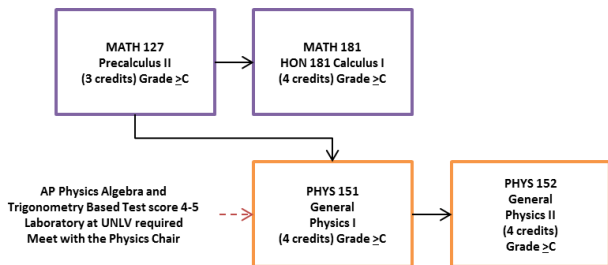 MATH 127
Precalculus II
(3 credits) Grade ≥C
MATH 181
HON 181 Calculus I
(4 credits) Grade ≥C
AP Physics Algebra and
Trigonometry Based Test score 4-5
Laboratory at UNLV required
Meet with the Physics Chair
PHYS 151
General
Physics I
(4 credits) Grade ≥C
PHYS 152
General
Physics II
(4 credits)
Grade ≥C